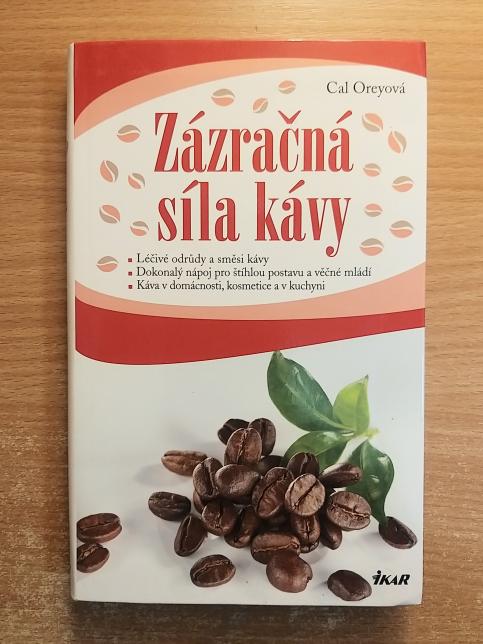 Cal Oreyová
Zázračná
síla kávy
▪ Léčivé odrůdy a směsi kávy
▪ Dokonalý nápoj pro štíhlou postavu a věčné mládí
▪ Káva v domácnosti, kosmetice a v kuchyni
iKAR